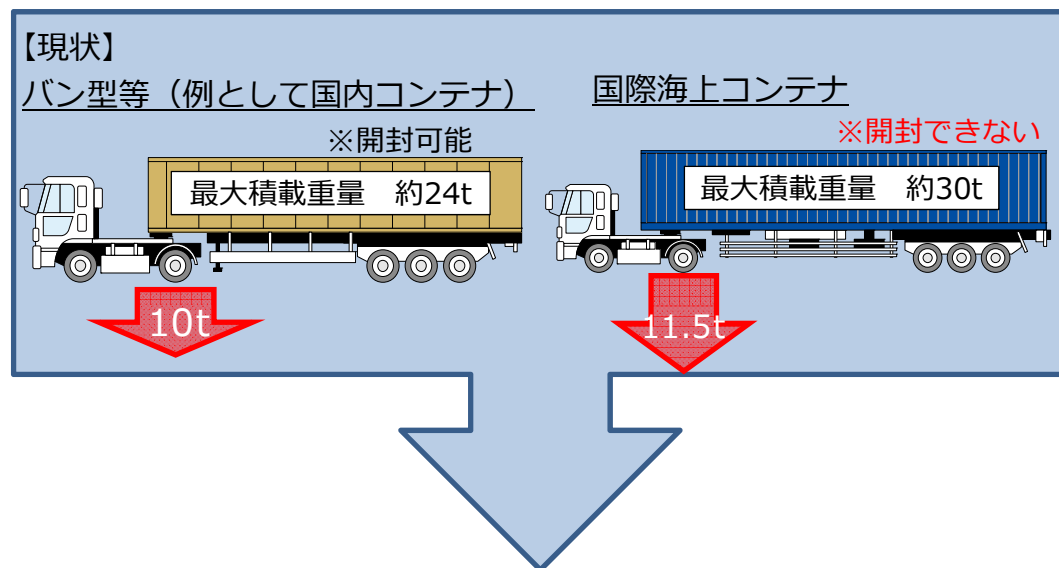 【現状】
バン型等（例として国内コンテナ）
※開封可能
最大積載重量　約24t
10t
国際海上コンテナ
※開封できない
最大積載重量　約30t
11.5t